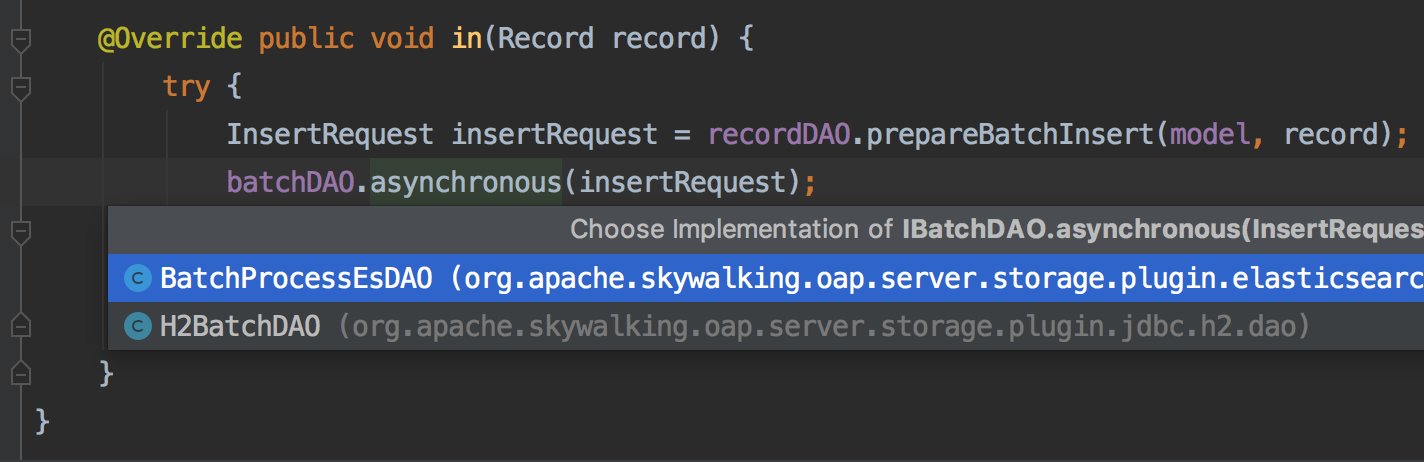 @Override public void in(Record record) {
try {
InsertRequest insertRequest = recordDAO.prepareBatchInsert(model, record);
batchDAO.asynchronous(insertRequest);
Choose Implementation of IBatchDAO.asynchronous(InsertReques
BatchProcessEsDAO (org.apache.skywalking.oap.server.storage.plugin.elasticsearc
H2BatchDAO (org.apache.skywalking.oap.server.storage.plugin.jdbc.h2.dao)
}
}